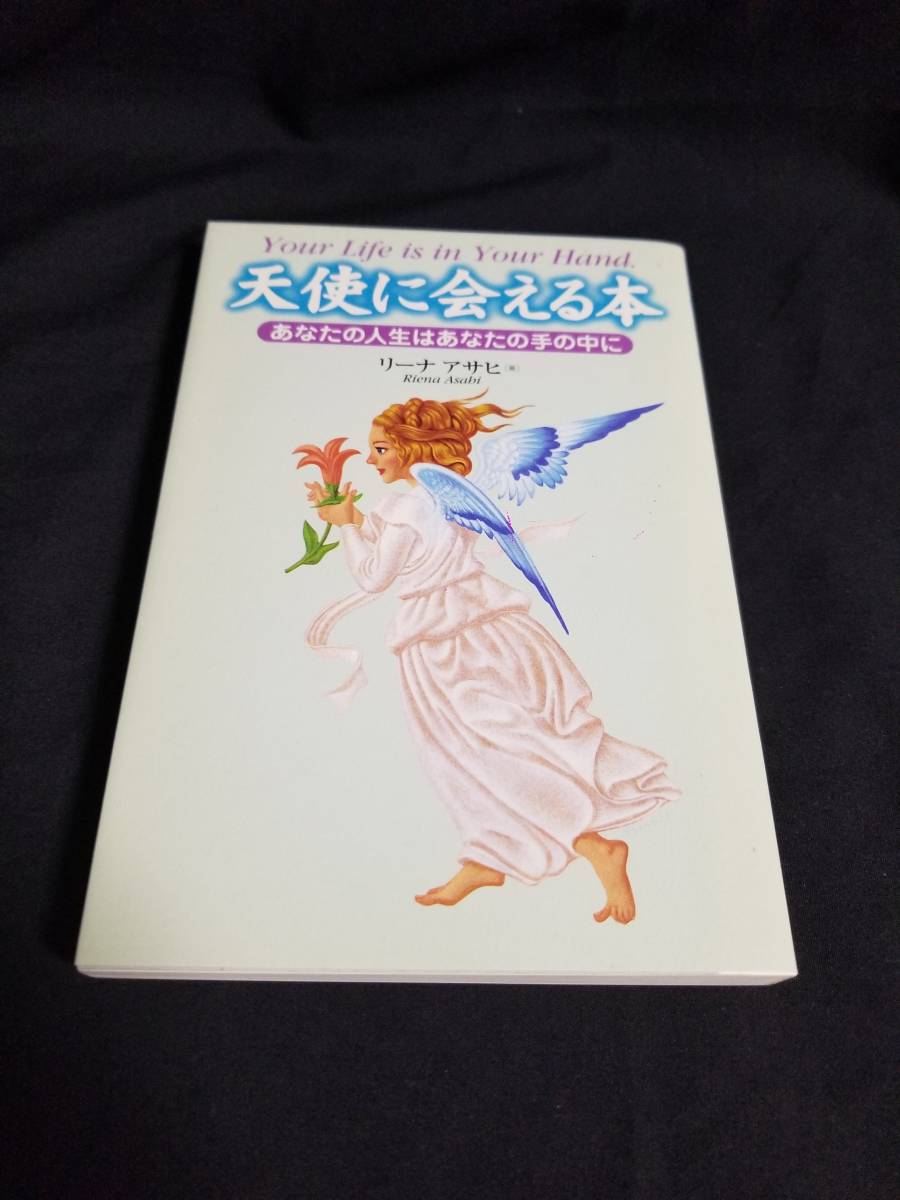 Your Life is in Your Hand.
天使に会える本
あなたの人生はあなたの手の中に
リーナ アサヒ
Riena Asahi